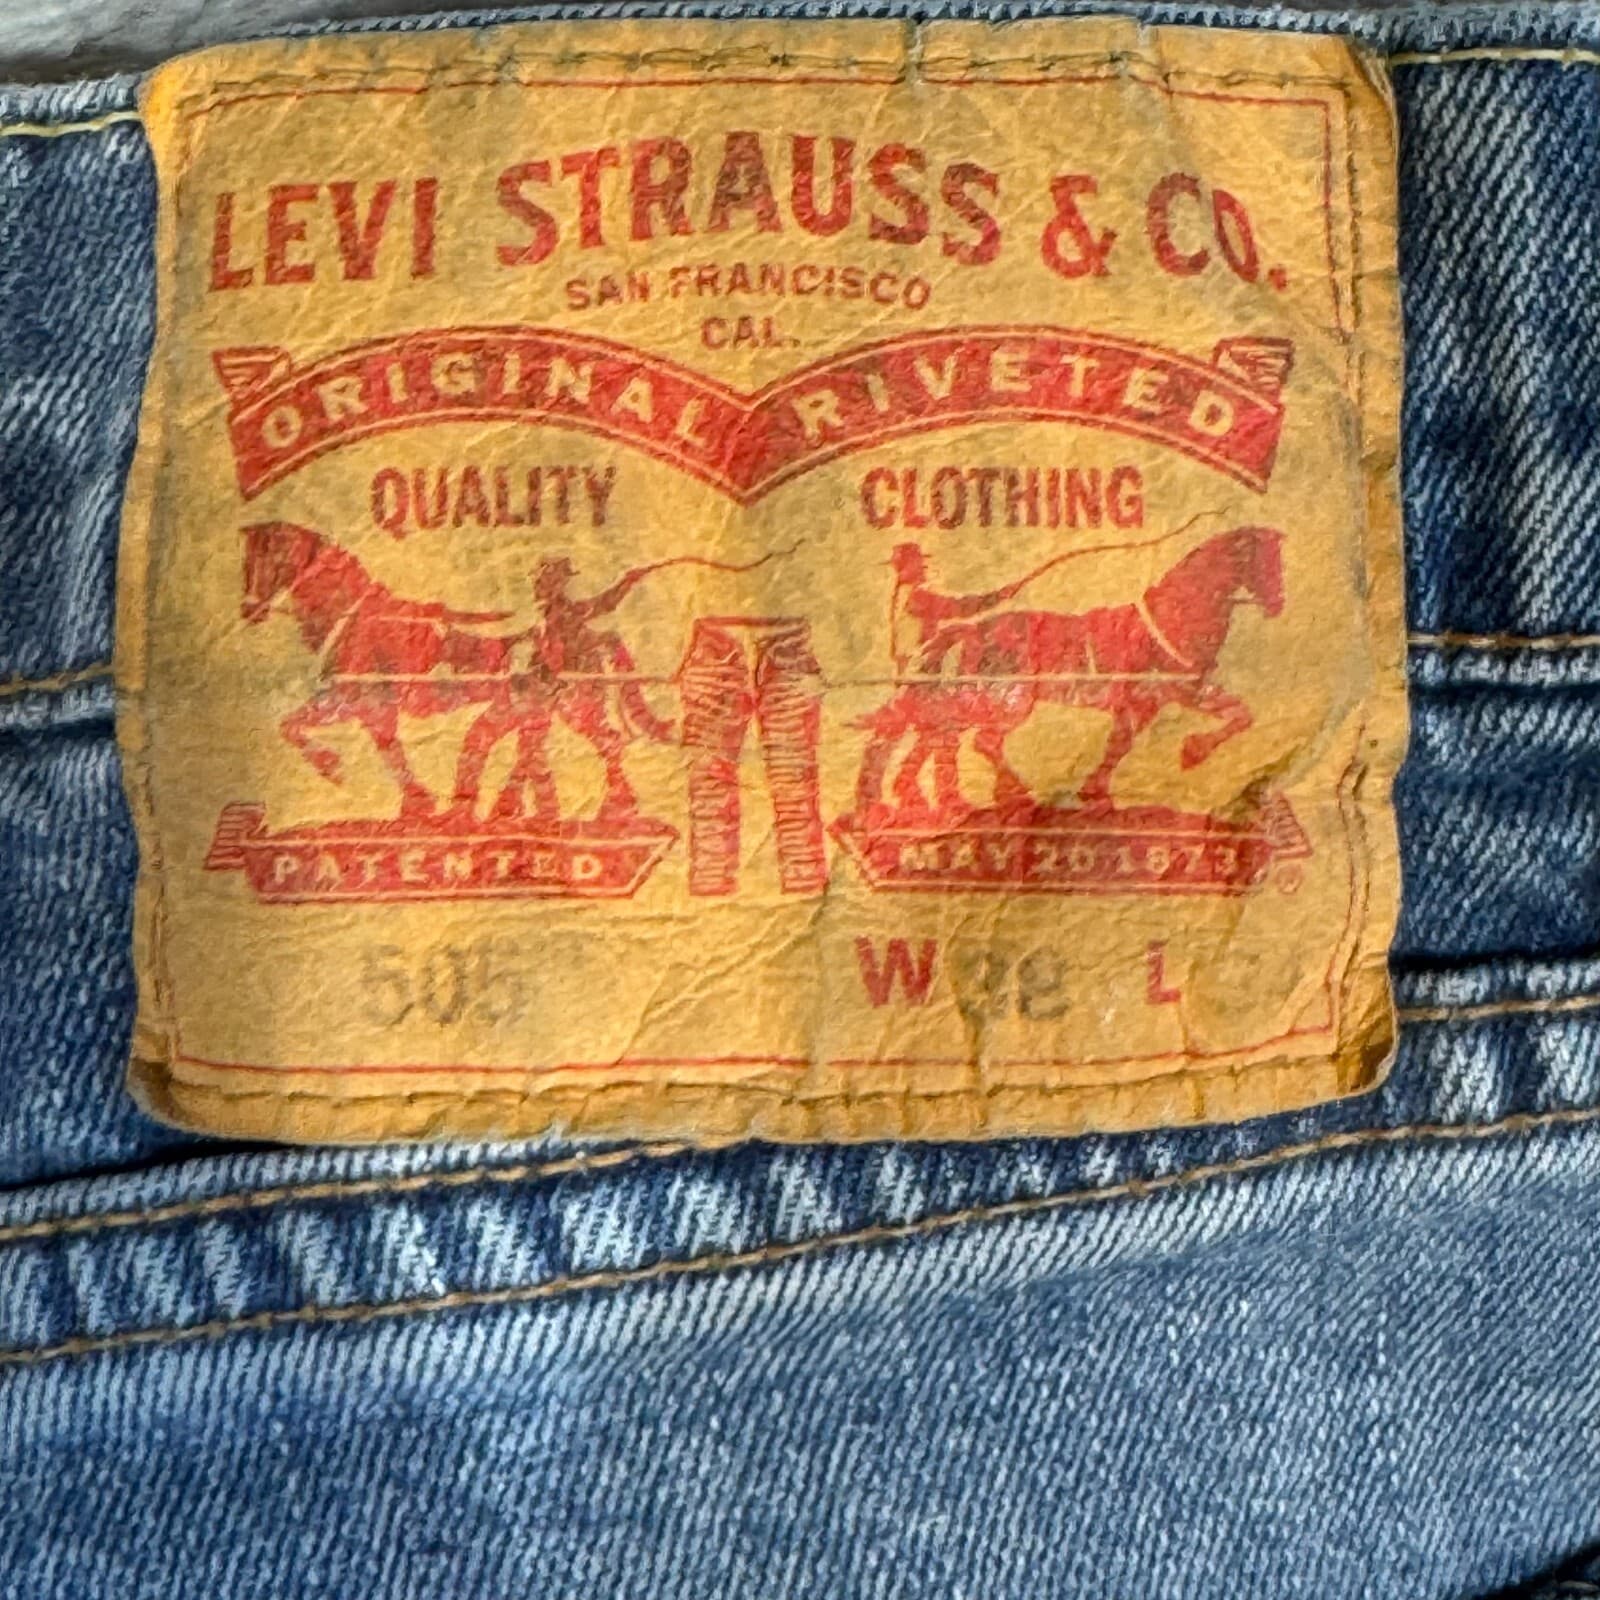 LEVI STRAUSS & CO.
SAN FRANCISCO
CAL.
ORIGINAL RIVETED
QUALITY CLOTHING
PATENTED MAY 20 1873 ®
505 W L